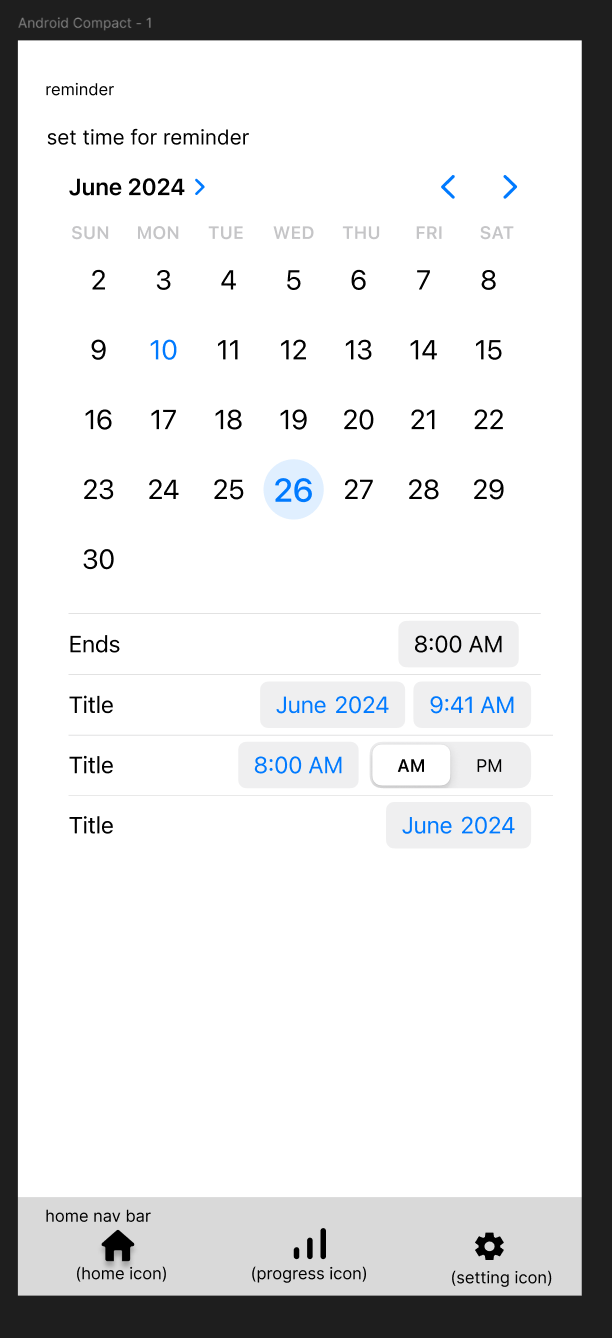 Android Compact - 1
reminder
set time for reminder
June 2024
SUN MON TUE WED THU FRI SAT
2 3 4 5 6 7 8
9 10 11 12 13 14 15
16 17 18 19 20 21 22
23 24 25 26 27 28 29
30
Ends 8:00 AM
Title June 2024 9:41 AM
Title 8:00 AM AM PM
Title June 2024
home nav bar
(home icon) (progress icon) (setting icon)